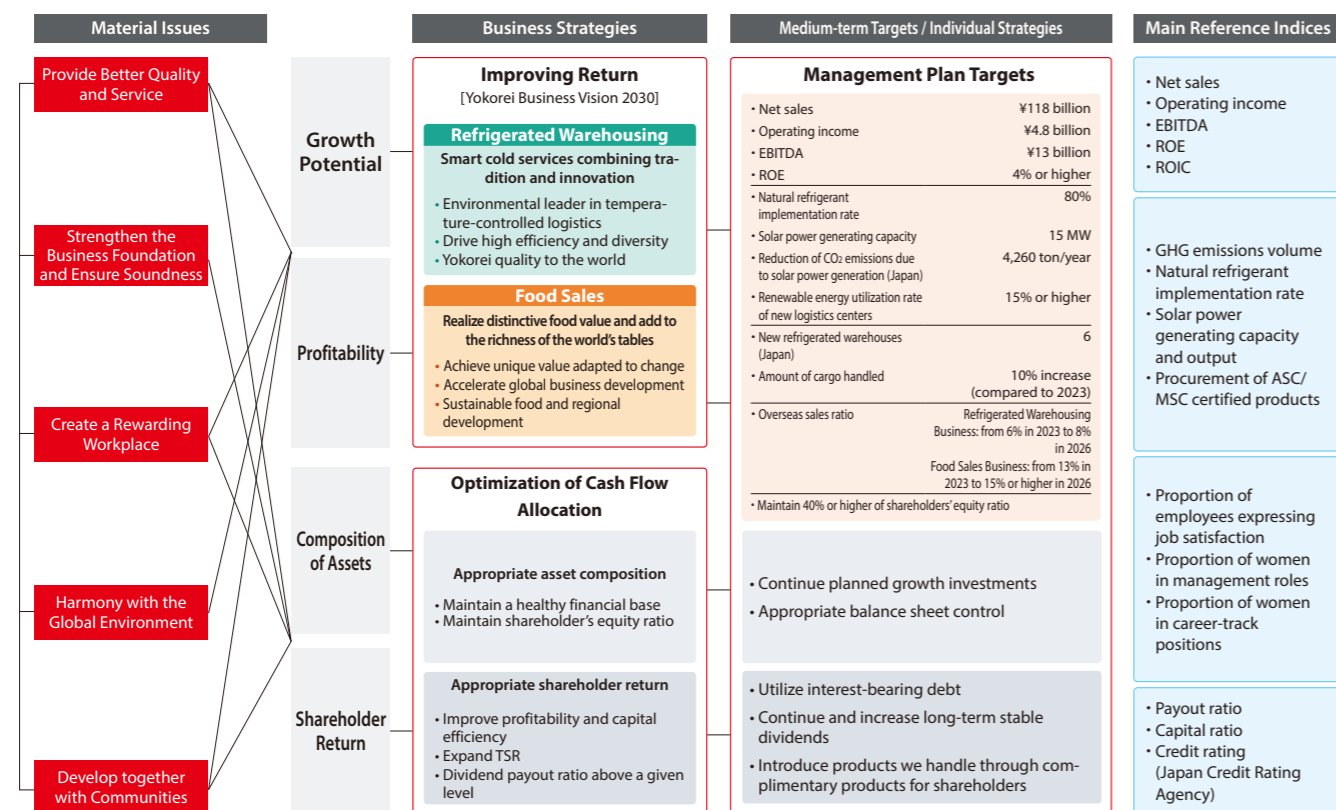 Material Issues
Provide Better Quality
and Service
Strengthen the
Business Foundation
and Ensure Soundness
Create a Rewarding
Workplace
Harmony with the
Global Environment
Develop together
with Communities
Growth
Potential
Profitability
Composition
of Assets
Shareholder
Return
Business Strategies
Improving Return
[Yokorei Business Vision 2030]
Refrigerated Warehousing
Smart cold services combining tra-
dition and innovation
• Environmental leader in tempera-
ture-controlled logistics
• Drive high efficiency and diversity
• Yokorei quality to the world
Food Sales
Realize distinctive food value and add to
the richness of the world's tables
• Achieve unique value adapted to change
• Accelerate global business development
• Sustainable food and regional
development
Optimization of Cash Flow
Allocation
Appropriate asset composition
• Maintain a healthy financial base
• Maintain shareholder's equity ratio
Appropriate shareholder return
• Improve profitability and capital
efficiency
• Expand TSR
• Dividend payout ratio above a given
level
Medium-term Targets / Individual Strategies
Management Plan Targets
• Net sales ¥118 billion
• Operating income ¥4.8 billion
• EBITDA ¥13 billion
• ROE 4% or higher
• Natural refrigerant 80%
implementation rate
• Solar power generating capacity 15 MW
• Reduction of CO₂ emissions due 4,260 ton/year
to solar power generation (Japan)
• Renewable energy utilization rate 15% or higher
of new logistics centers
• New refrigerated warehouses 6
(Japan)
• Amount of cargo handled 10% increase
(compared to 2023)
• Overseas sales ratio Refrigerated Warehousing
Business: from 6% in 2023 to 8%
in 2026
Food Sales Business: from 13% in
2023 to 15% or higher in 2026
• Maintain 40% or higher of shareholders' equity ratio
• Continue planned growth investments
• Appropriate balance sheet control
• Utilize interest-bearing debt
• Continue and increase long-term stable
dividends
• Introduce products we handle through com-
plimentary products for shareholders
Main Reference Indices
• Net sales
• Operating income
• EBITDA
• ROE
• ROIC
• GHG emissions volume
• Natural refrigerant
implementation rate
• Solar power
generating capacity
and output
• Procurement of ASC/
MSC certified products
• Proportion of
employees expressing
job satisfaction
• Proportion of women
in management roles
• Proportion of women
in career-track
positions
• Payout ratio
• Capital ratio
• Credit rating
(Japan Credit Rating
Agency)